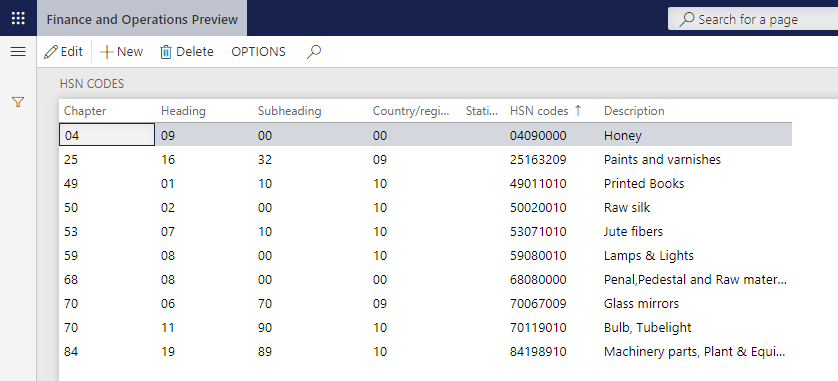 Finance and Operations Preview Search for a page
Edit New Delete OPTIONS
HSN CODES
Chapter Heading Subheading Country/regi... Stati... HSN codes ↑ Description
04 09 00 00 04090000 Honey
25 16 32 09 25163209 Paints and varnishes
49 01 10 10 49011010 Printed Books
50 02 00 10 50020010 Raw silk
53 07 10 10 53071010 Jute fibers
59 08 00 10 59080010 Lamps & Lights
68 08 00 00 68080000 Penal,Pedestal and Raw mater...
70 06 70 09 70067009 Glass mirrors
70 11 90 10 70119010 Bulb, Tubelight
84 19 89 10 84198910 Machinery parts, Plant & Equi...